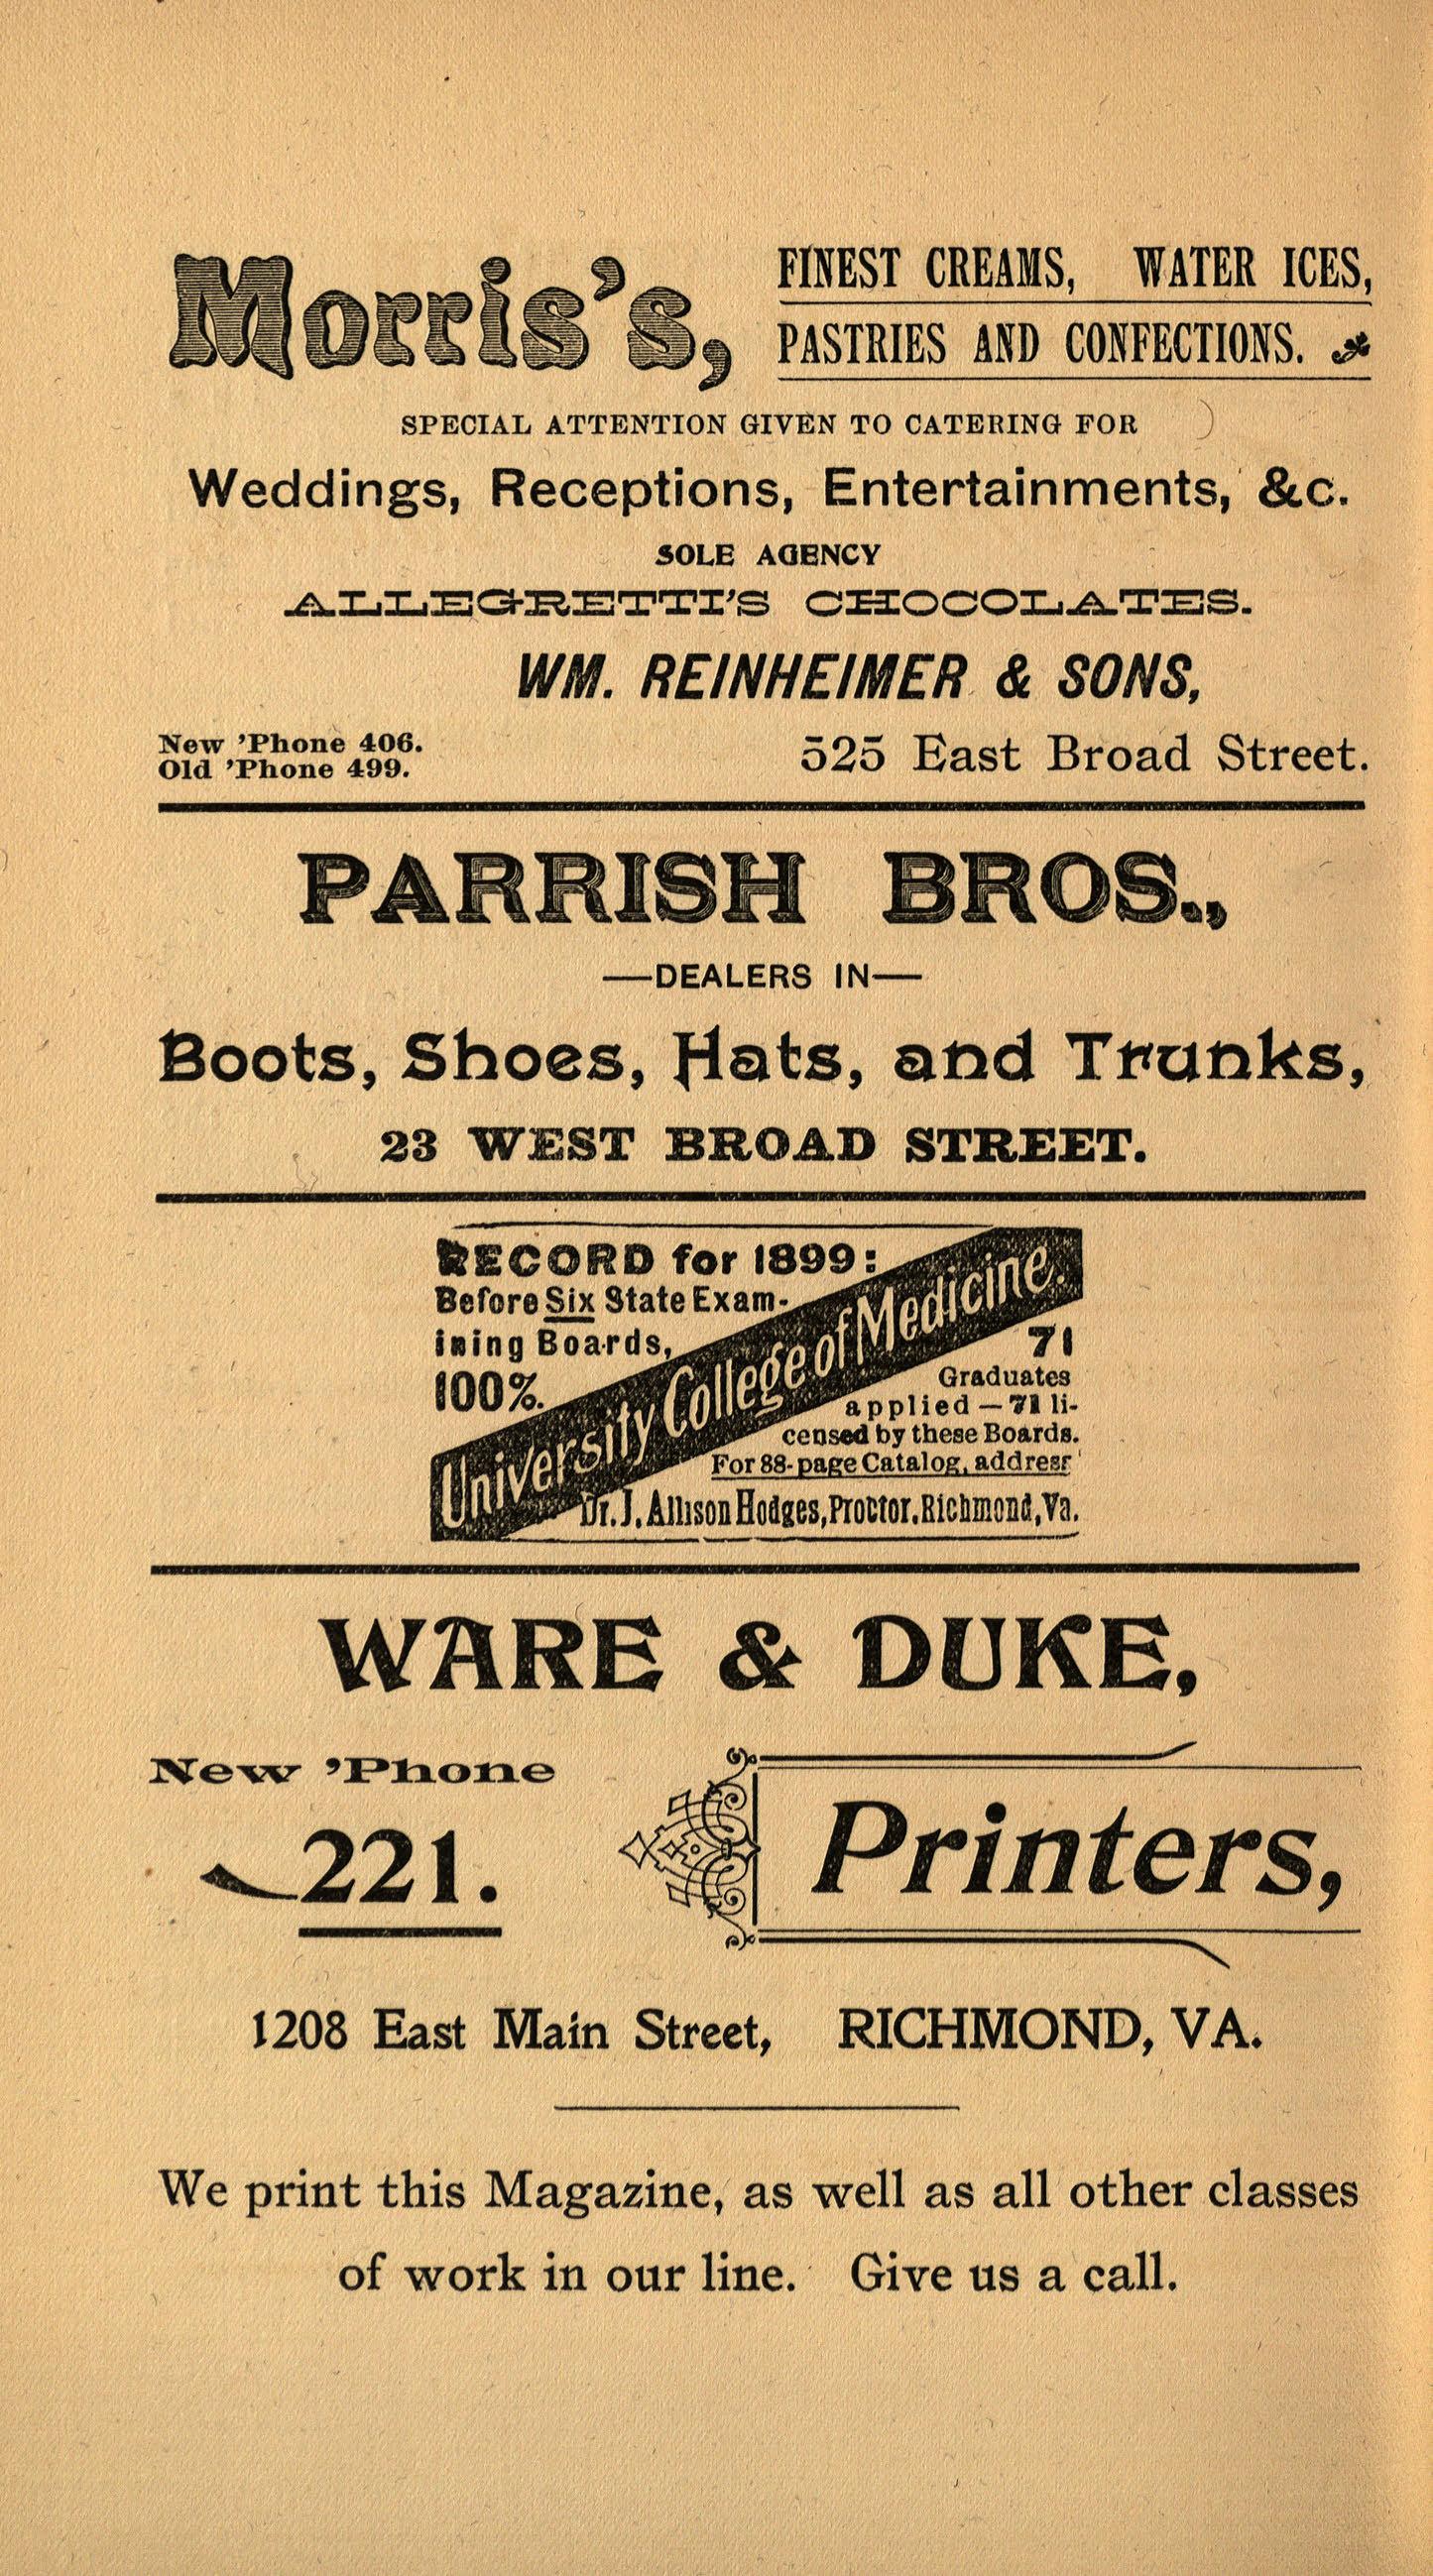 Morris's,
FINEST CREAMS, WATER ICES,
PASTRIES AND CONFECTIONS.
SPECIAL ATTENTION GIVEN TO CATERING FOR
Weddings, Receptions, Entertainments, &c.
SOLE AGENCY
ALLEGRETTI'S CHOCOLATES.
WM. REINHEIMER & SONS,
New 'Phone 406.
Old 'Phone 499.
525 East Broad Street.
PARRISH BROS.,
—DEALERS IN—
Boots, Shoes, Hats, and Trunks,
23 WEST BROAD STREET.
RECORD for 1899:
Before Six State Exam-
ining Boards,
100%.
University College of Medicine.
71
Graduates
applied — 71 li-
censed by these Boards.
For 88-page Catalog, address
Dr. J. Allison Hodges, Proctor, Richmond, Va.
WARE & DUKE,
New 'Phone
221.
Printers,
1208 East Main Street, RICHMOND, VA.
We print this Magazine, as well as all other classes
of work in our line. Give us a call.